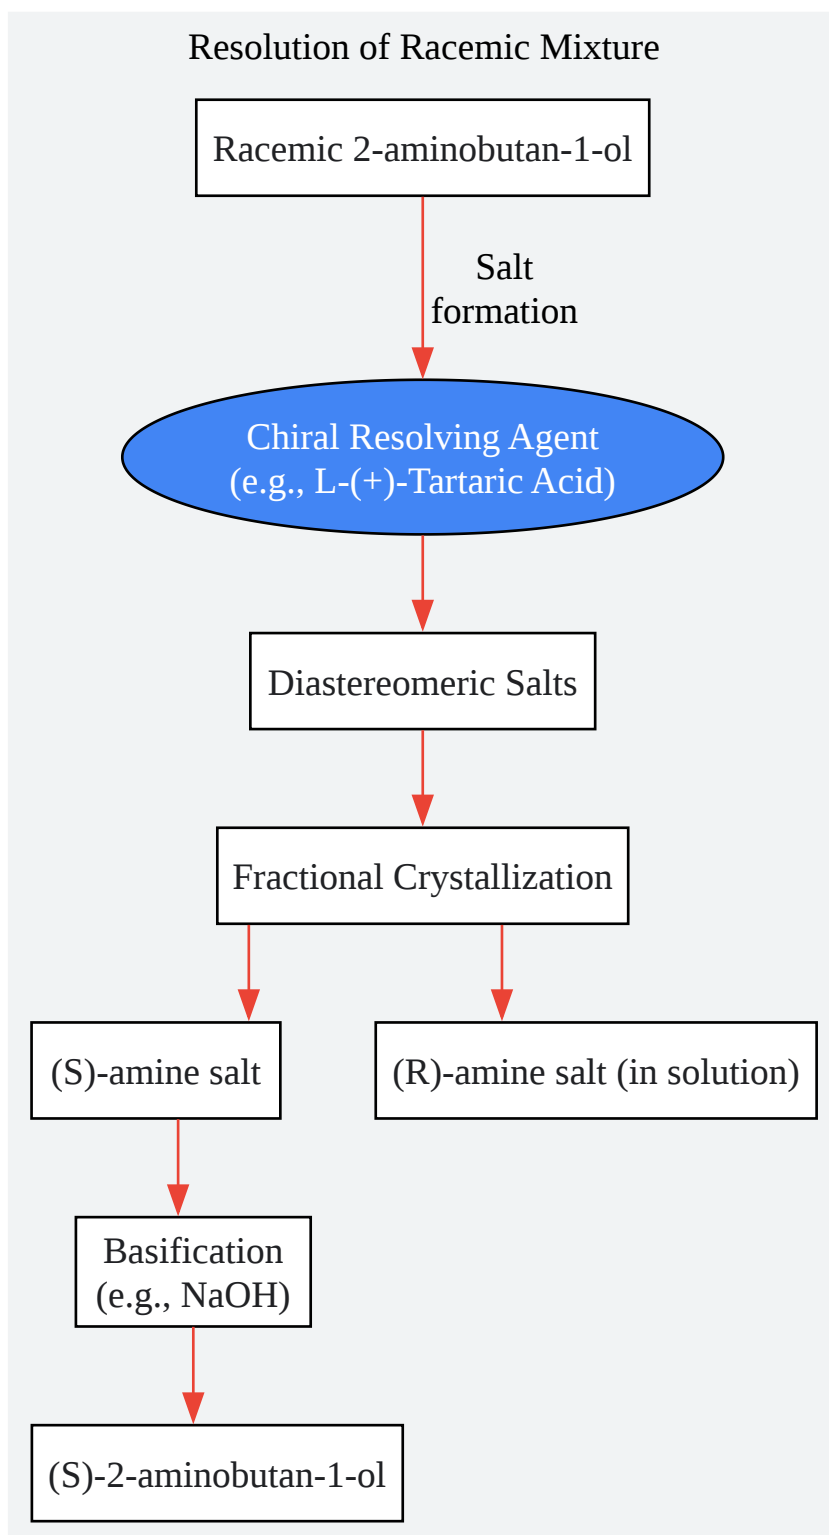 Resolution of Racemic Mixture
Racemic 2-aminobutan-1-ol
Salt
formation
Chiral Resolving Agent
(e.g., L-(+)-Tartaric Acid)
Diastereomeric Salts
Fractional Crystallization
(S)-amine salt
(R)-amine salt (in solution)
Basification
(e.g., NaOH)
(S)-2-aminobutan-1-ol